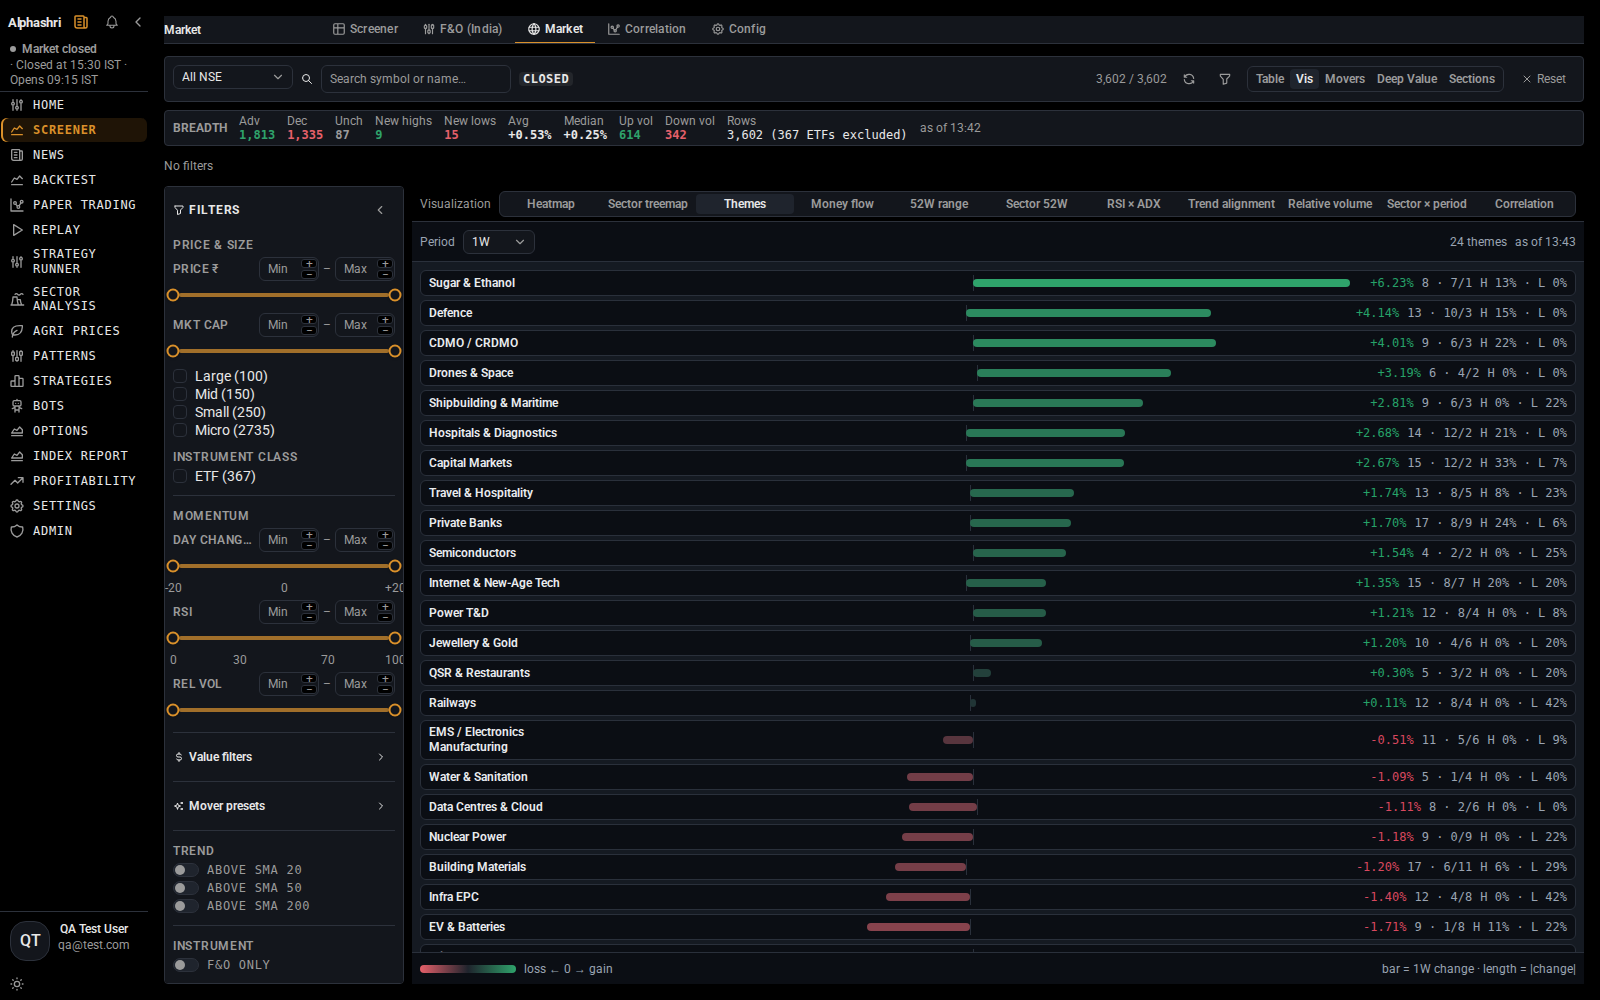 Alphashri
Market closed
· Closed at 15:30 IST ·
Opens 09:15 IST
HOME
SCREENER
NEWS
BACKTEST
PAPER TRADING
REPLAY
STRATEGY
RUNNER
SECTOR
ANALYSIS
AGRI PRICES
PATTERNS
STRATEGIES
BOTS
OPTIONS
INDEX REPORT
PROFITABILITY
SETTINGS
ADMIN
QT
QA Test User
qa@test.com
Market
Screener F&O (India) Market Correlation Config
All NSE Search symbol or name... CLOSED 3,602 / 3,602 Table Vis Movers Deep Value Sections Reset
BREADTH
Adv Dec Unch New highs New lows Avg Median Up vol Down vol Rows
1,813 1,335 87 9 15 +0.53% +0.25% 614 342 3,602 (367 ETFs excluded)
as of 13:42
No filters
FILTERS
PRICE & SIZE
PRICE ₹ Min + − – Max + −
MKT CAP Min + − – Max + −
Large (100)
Mid (150)
Small (250)
Micro (2735)
INSTRUMENT CLASS
ETF (367)
MOMENTUM
DAY CHANG… Min + − – Max + −
-20 0 +20
RSI Min + − – Max + −
0 30 70 100
REL VOL Min + − – Max + −
$ Value filters
Mover presets
TREND
ABOVE SMA 20
ABOVE SMA 50
ABOVE SMA 200
INSTRUMENT
F&O ONLY
Visualization Heatmap Sector treemap Themes Money flow 52W range Sector 52W RSI × ADX Trend alignment Relative volume Sector × period Correlation
Period 1W 24 themes as of 13:43
Sugar & Ethanol +6.23% 8 · 7/1 H 13% · L 0%
Defence +4.14% 13 · 10/3 H 15% · L 0%
CDMO / CRDMO +4.01% 9 · 6/3 H 22% · L 0%
Drones & Space +3.19% 6 · 4/2 H 0% · L 0%
Shipbuilding & Maritime +2.81% 9 · 6/3 H 0% · L 22%
Hospitals & Diagnostics +2.68% 14 · 12/2 H 21% · L 0%
Capital Markets +2.67% 15 · 12/2 H 33% · L 7%
Travel & Hospitality +1.74% 13 · 8/5 H 8% · L 23%
Private Banks +1.70% 17 · 8/9 H 24% · L 6%
Semiconductors +1.54% 4 · 2/2 H 0% · L 25%
Internet & New-Age Tech +1.35% 15 · 8/7 H 20% · L 20%
Power T&D +1.21% 12 · 8/4 H 0% · L 8%
Jewellery & Gold +1.20% 10 · 4/6 H 0% · L 20%
QSR & Restaurants +0.30% 5 · 3/2 H 0% · L 20%
Railways +0.11% 12 · 8/4 H 0% · L 42%
EMS / Electronics
Manufacturing -0.51% 11 · 5/6 H 0% · L 9%
Water & Sanitation -1.09% 5 · 1/4 H 0% · L 40%
Data Centres & Cloud -1.11% 8 · 2/6 H 0% · L 0%
Nuclear Power -1.18% 9 · 0/9 H 0% · L 22%
Building Materials -1.20% 17 · 6/11 H 6% · L 29%
Infra EPC -1.40% 12 · 4/8 H 0% · L 42%
EV & Batteries -1.71% 9 · 1/8 H 11% · L 22%
loss ← 0 → gain bar = 1W change · length = |change|